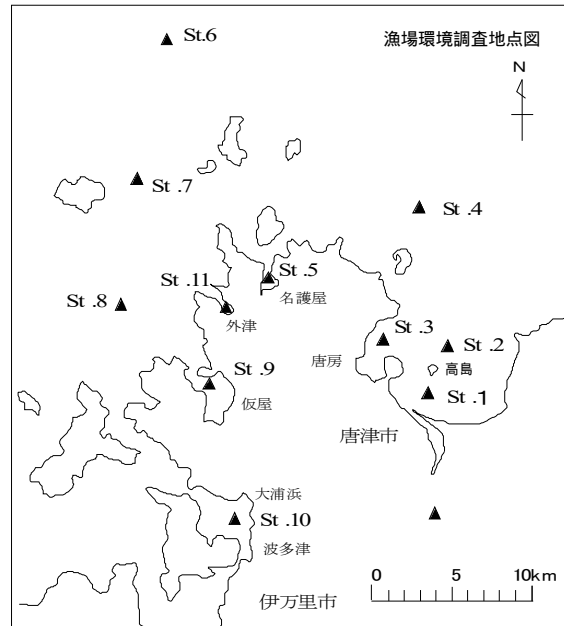 St.6
漁場環境調査地点図
N
St.7
St.4
St.5
St.11
名護屋
St.8
外津
St.3
St.2
唐房
高島
St.9
St.1
仮屋
唐津市
大浦浜
St.10
波多津
0 5 10km
伊万里市